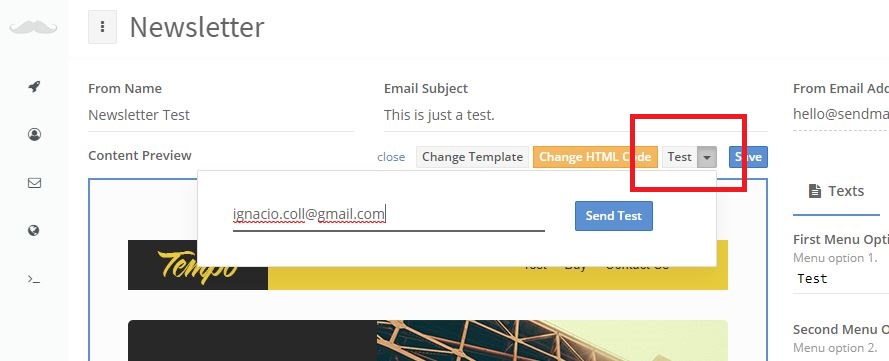 Newsletter
From Name
Email Subject
From Email Add
Newsletter Test
This is just a test.
hello@sendma
Content Preview
close
Change Template
Change HTML Code
Test
Save
Texts
ignacio.coll@gmail.com
Send Test
First Menu Optio
Menu option 1.
Tempo
Test Buy Contact Us
Test
Second Menu O
Menu option 2.